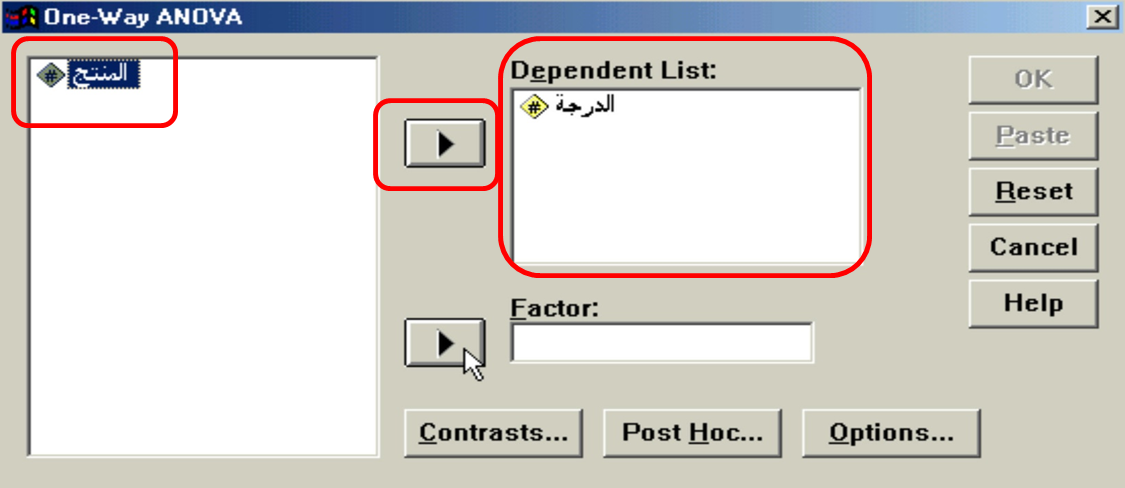 One-Way ANOVA
المنتج
Dependent List:
الدرجة
Factor:
OK
Paste
Reset
Cancel
Help
Contrasts... Post Hoc... Options...